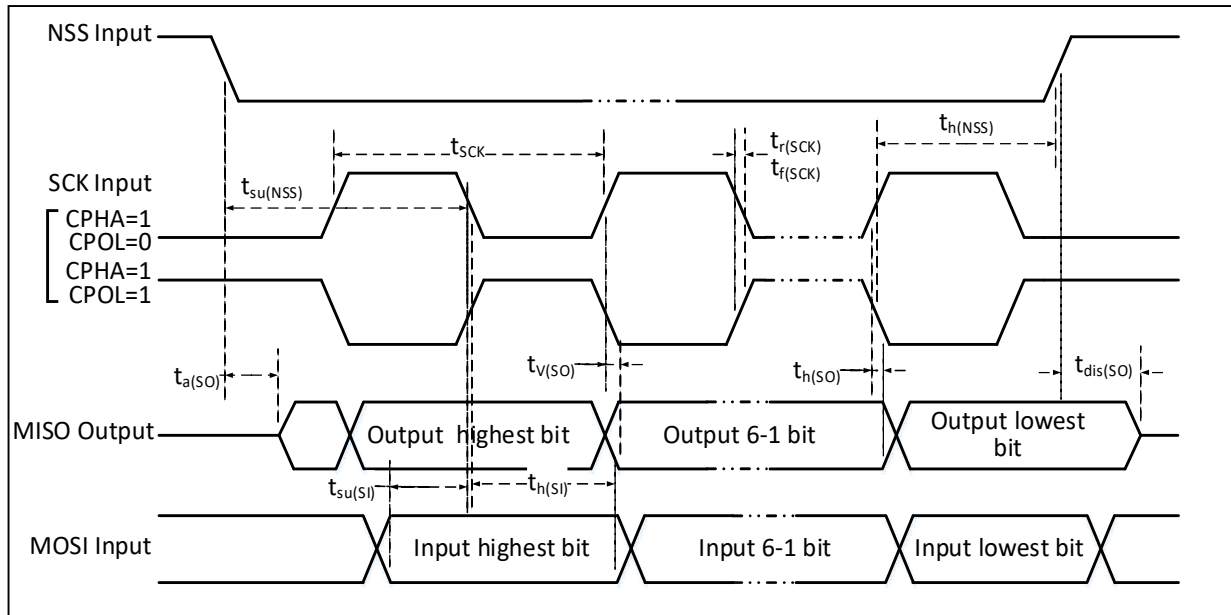 NSS Input
t_h(NSS)
t_SCK
t_r(SCK)
t_f(SCK)
SCK Input
t_su(NSS)
CPHA=1
CPOL=0
CPHA=1
CPOL=1
t_a(SO)
t_V(SO)
t_h(SO)
t_dis(SO)
MISO Output
Output highest bit
Output 6-1 bit
Output lowest
bit
t_su(SI)
t_h(SI)
MOSI Input
Input highest bit
Input 6-1 bit
Input lowest bit